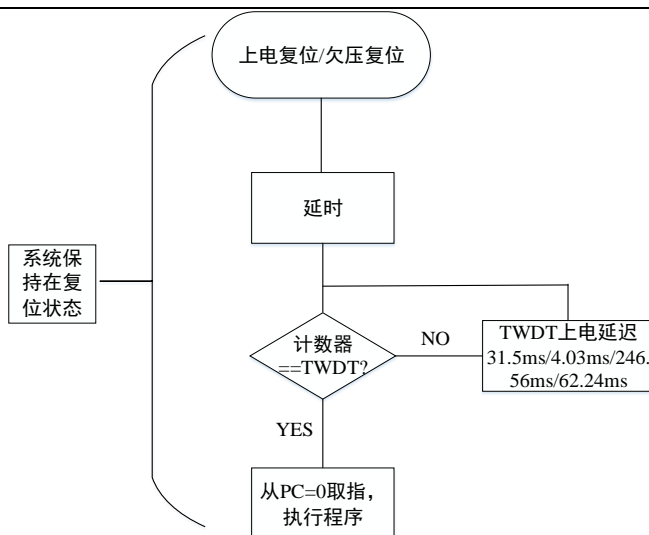 上电复位/欠压复位
延时
系统保
持在复
位状态
计数器
==TWDT?
NO
TWDT上电延迟
31.5ms/4.03ms/246.
56ms/62.24ms
YES
从PC=0取指，
执行程序